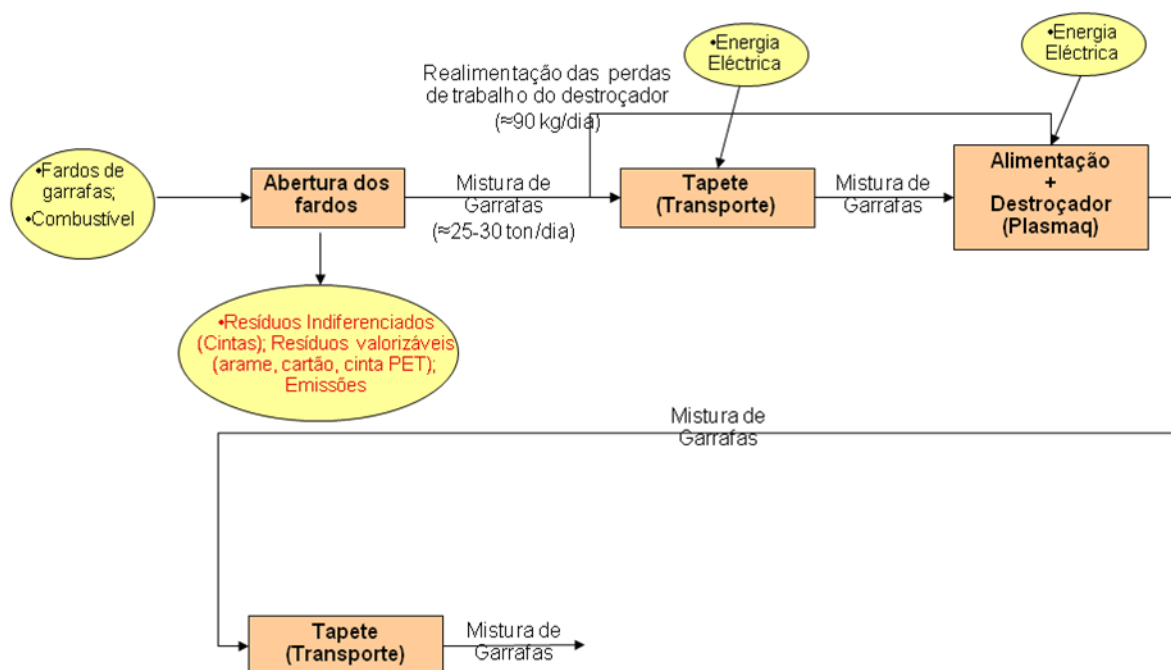 •Energia
Eléctrica
•Energia
Eléctrica
Realimentação das perdas
de trabalho do destroçador
(≈90 kg/dia)
•Fardos de
garrafas;
•Combustível
Abertura dos
fardos
Mistura de
Garrafas
(≈25-30 ton/dia)
Tapete
(Transporte)
Mistura de
Garrafas
Alimentação
+
Destroçador
(Plasmaq)
•Resíduos Indiferenciados
(Cintas); Resíduos valorizáveis
(arame, cartão, cinta PET);
Emissões
Mistura de
Garrafas
Tapete
(Transporte)
Mistura de
Garrafas